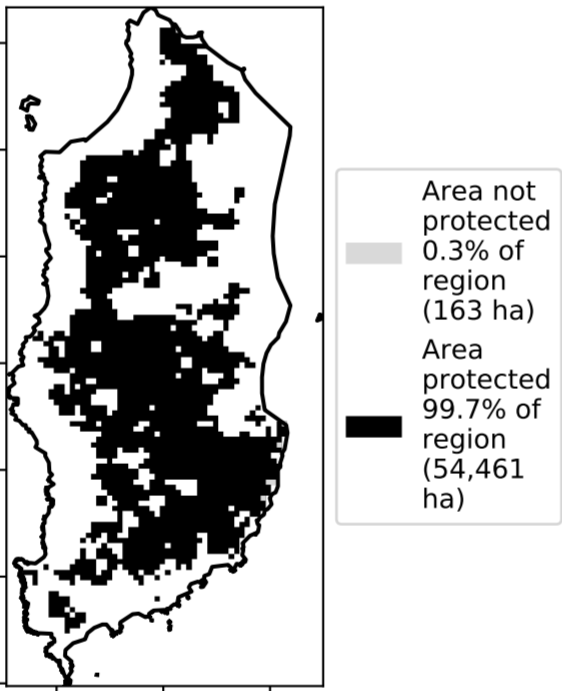 Area not
protected
0.3% of
region
(163 ha)
Area
protected
99.7% of
region
(54,461
ha)